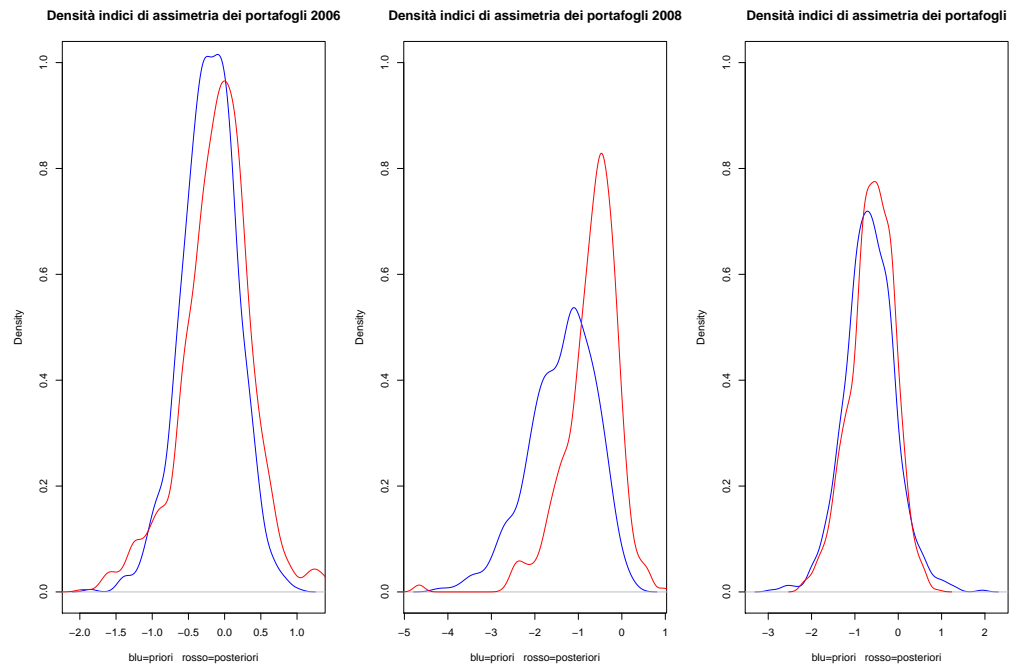 Densità indici di assimetria dei portafogli 2006
Density
0.0
0.2
0.4
0.6
0.8
1.0
−2.0 −1.5 −1.0 −0.5 0.0 0.5 1.0
blu=priori rosso=posteriori
Densità indici di assimetria dei portafogli 2008
Density
0.0
0.2
0.4
0.6
0.8
1.0
−5 −4 −3 −2 −1 0 1
blu=priori rosso=posteriori
Densità indici di assimetria dei portafogli
Density
0.0
0.2
0.4
0.6
0.8
1.0
−3 −2 −1 0 1 2
blu=priori rosso=posteriori